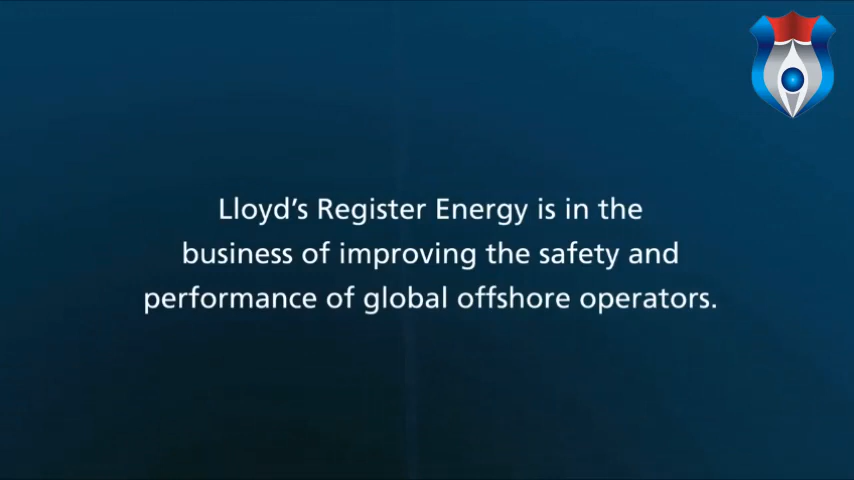 Lloyd's Register Energy is in the
business of improving the safety and
performance of global offshore operators.